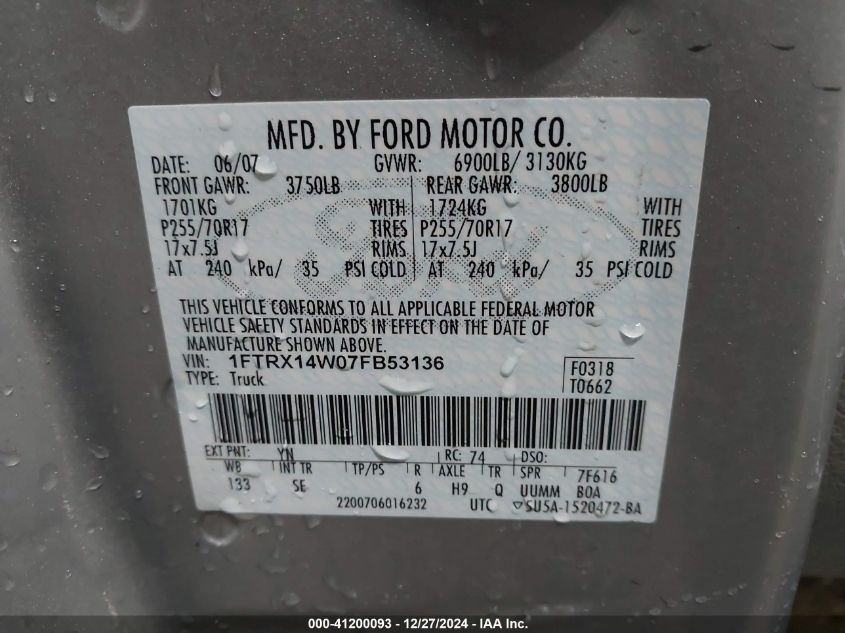 MFD. BY FORD MOTOR CO.
DATE: 06/07 GVWR: 6900LB/ 3130KG
FRONT GAWR: 3750LB REAR GAWR: 3800LB
1701KG WITH 1724KG WITH
P255/70R17 TIRES P255/70R17 TIRES
17x7.5J RIMS 17x7.5J RIMS
AT 240 kPa/ 35 PSI COLD AT 240 kPa/ 35 PSI COLD
THIS VEHICLE CONFORMS TO ALL APPLICABLE FEDERAL MOTOR
VEHICLE SAFETY STANDARDS IN EFFECT ON THE DATE OF
MANUFACTURE SHOWN ABOVE.
VIN: 1FTRX14W07FB53136 F0318
TYPE: Truck T0662
EXT PNT: YN RC: 74 DSO:
WB INT TR TP/PS R AXLE TR SPR 7F616
133 SE 6 H9 Q UUMM BOA
2200706016232 UTC ▽SU5A-1520472-BA
000-41200093 - 12/27/2024 - IAA Inc.